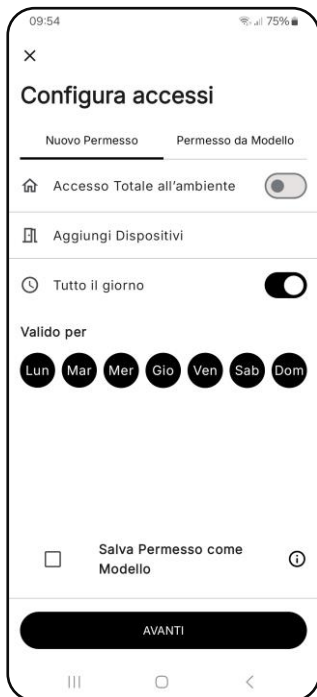 09:54 75%
Configura accessi
Nuovo Permesso Permesso da Modello
Accesso Totale all'ambiente
Aggiungi Dispositivi
Tutto il giorno
Valido per
Lun Mar Mer Gio Ven Sab Dom
Salva Permesso come
Modello
AVANTI